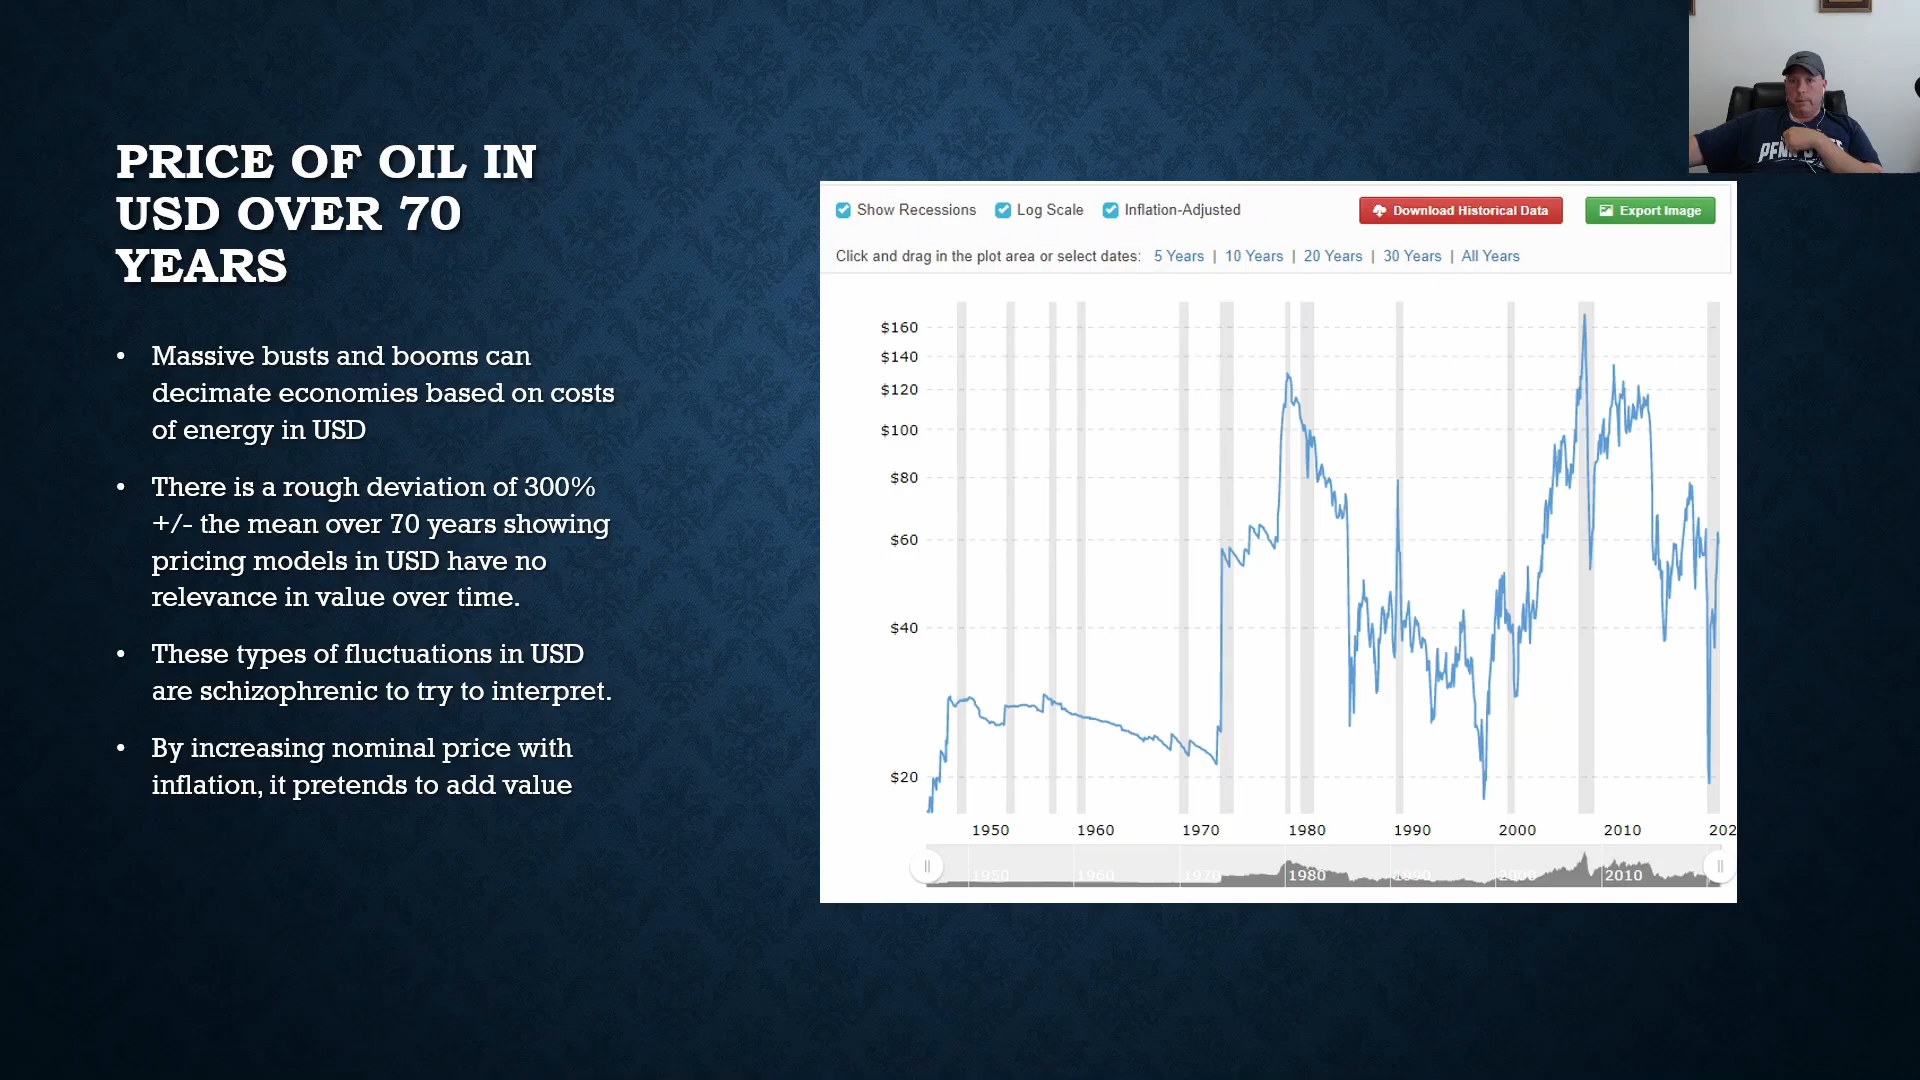 PRICE OF OIL IN
USD OVER 70
YEARS
• Massive busts and booms can
decimate economies based on costs
of energy in USD
• There is a rough deviation of 300%
+/- the mean over 70 years showing
pricing models in USD have no
relevance in value over time.
• These types of fluctuations in USD
are schizophrenic to try to interpret.
• By increasing nominal price with
inflation, it pretends to add value
Show Recessions Log Scale Inflation-Adjusted Download Historical Data Export Image
Click and drag in the plot area or select dates: 5 Years | 10 Years | 20 Years | 30 Years | All Years
$160
$140
$120
$100
$80
$60
$40
$20
1950 1960 1970 1980 1990 2000 2010 202
1950 1960 1970 1980 1990 2000 2010